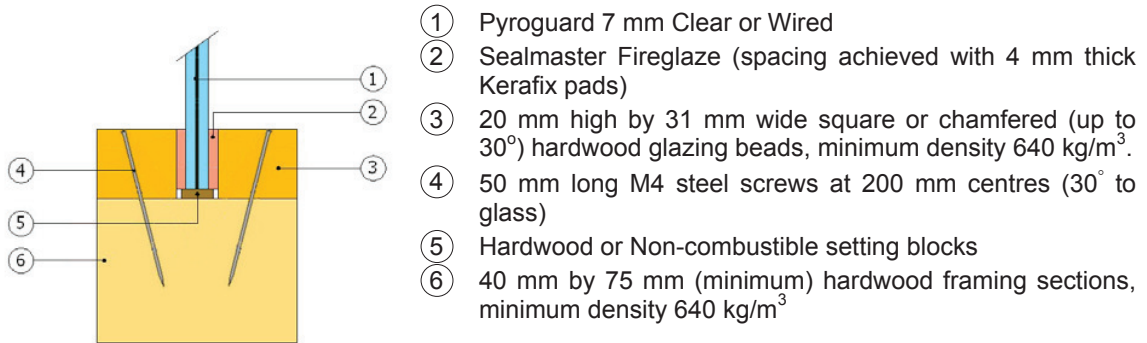 ① Pyroguard 7 mm Clear or Wired
② Sealmaster Fireglaze (spacing achieved with 4 mm thick
Kerafix pads)
③ 20 mm high by 31 mm wide square or chamfered (up to
30°) hardwood glazing beads, minimum density 640 kg/m³.
④ 50 mm long M4 steel screws at 200 mm centres (30° to
glass)
⑤ Hardwood or Non-combustible setting blocks
⑥ 40 mm by 75 mm (minimum) hardwood framing sections,
minimum density 640 kg/m³
①
②
③
④
⑤
⑥